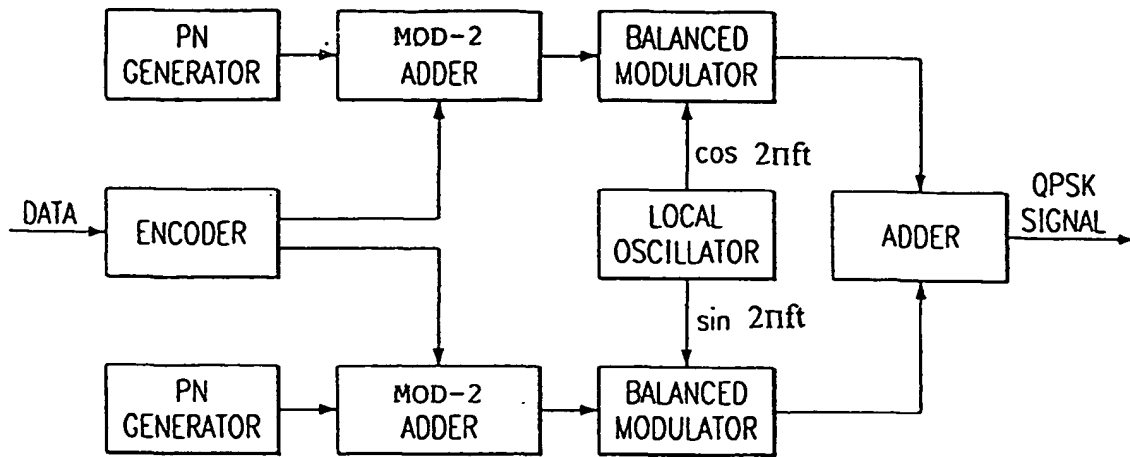 PN
GENERATOR
MOD-2
ADDER
BALANCED
MODULATOR
cos 2πft
DATA
ENCODER
LOCAL
OSCILLATOR
ADDER
QPSK
SIGNAL
sin 2πft
PN
GENERATOR
MOD-2
ADDER
BALANCED
MODULATOR